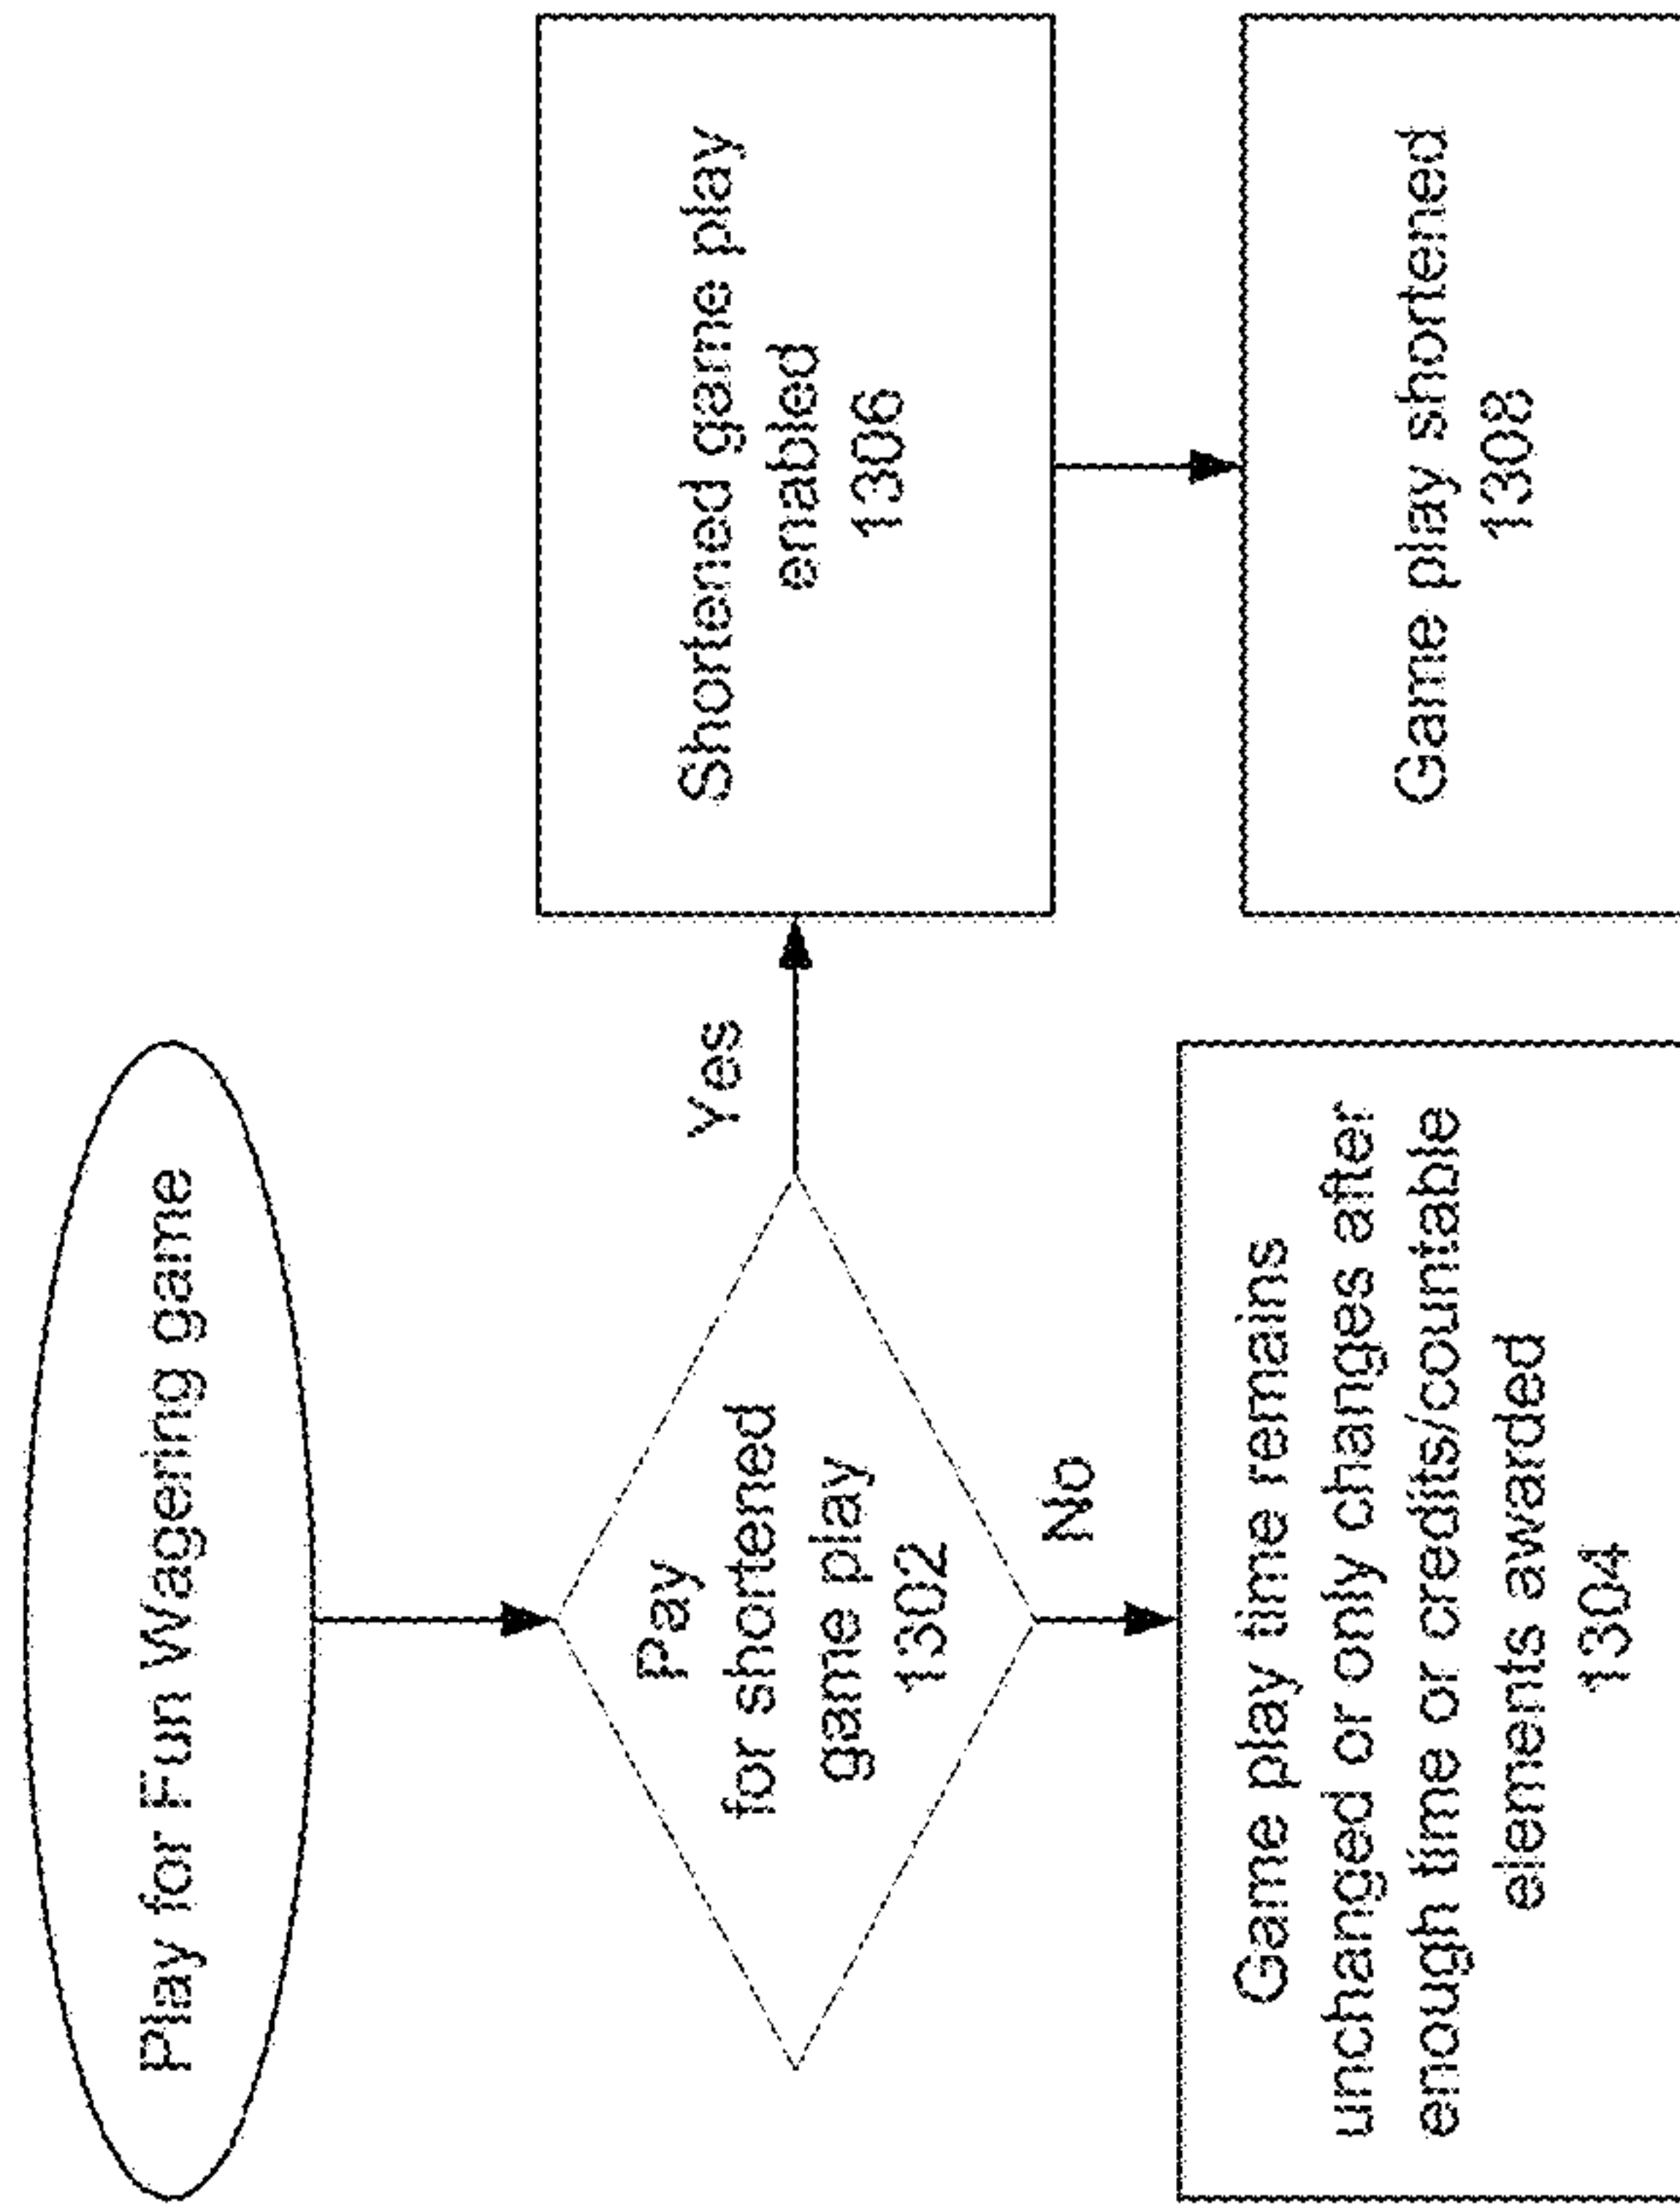 Play for Fun Wagering game
Pay
for shortened
game play
1302
Yes
No
Shortened game play
enabled
1306
Game play time remains
unchanged or only changes after
enough time or credits/countable
elements awarded
1304
Game play shortened
1308